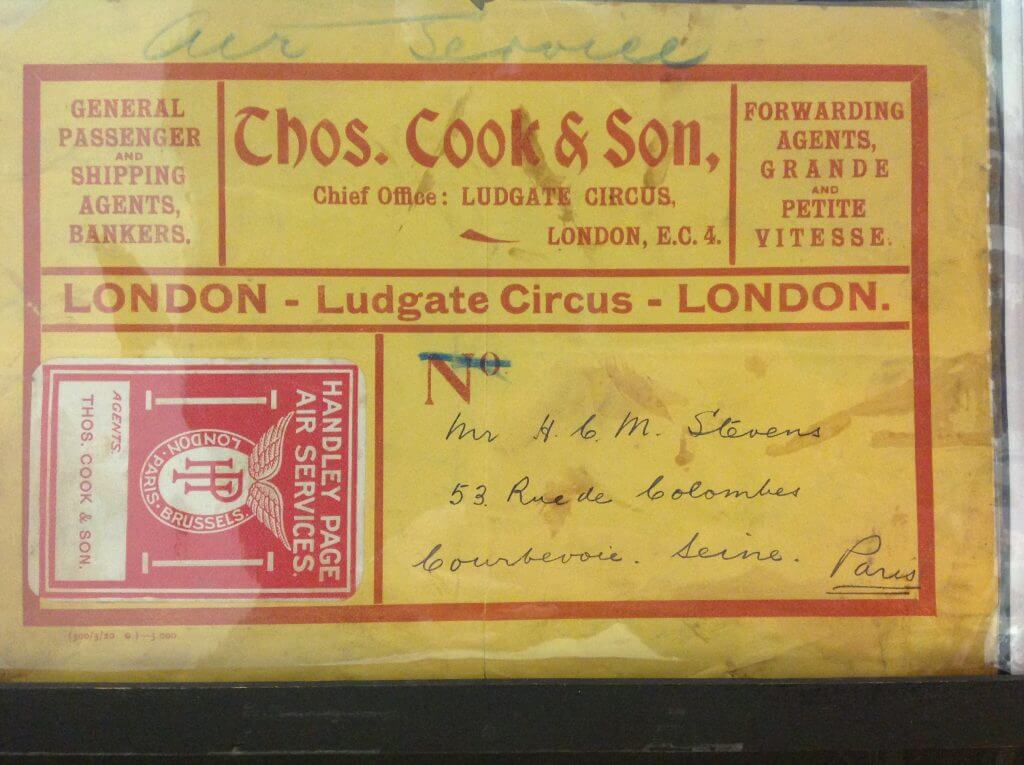 Air Service
GENERAL
PASSENGER
AND
SHIPPING
AGENTS,
BANKERS.
Thos. Cook & Son,
Chief Office: LUDGATE CIRCUS,
LONDON, E.C. 4.
FORWARDING
AGENTS,
GRANDE
AND
PETITE
VITESSE.
LONDON - Ludgate Circus - LONDON.
HANDLEY PAGE
AIR SERVICES.
HP
LONDON · PARIS · BRUSSELS.
AGENTS.
THOS. COOK & SON.
No.
Mr H. C. M. Stevens
53 Rue de Colombes
Courbevoie. Seine.
Paris